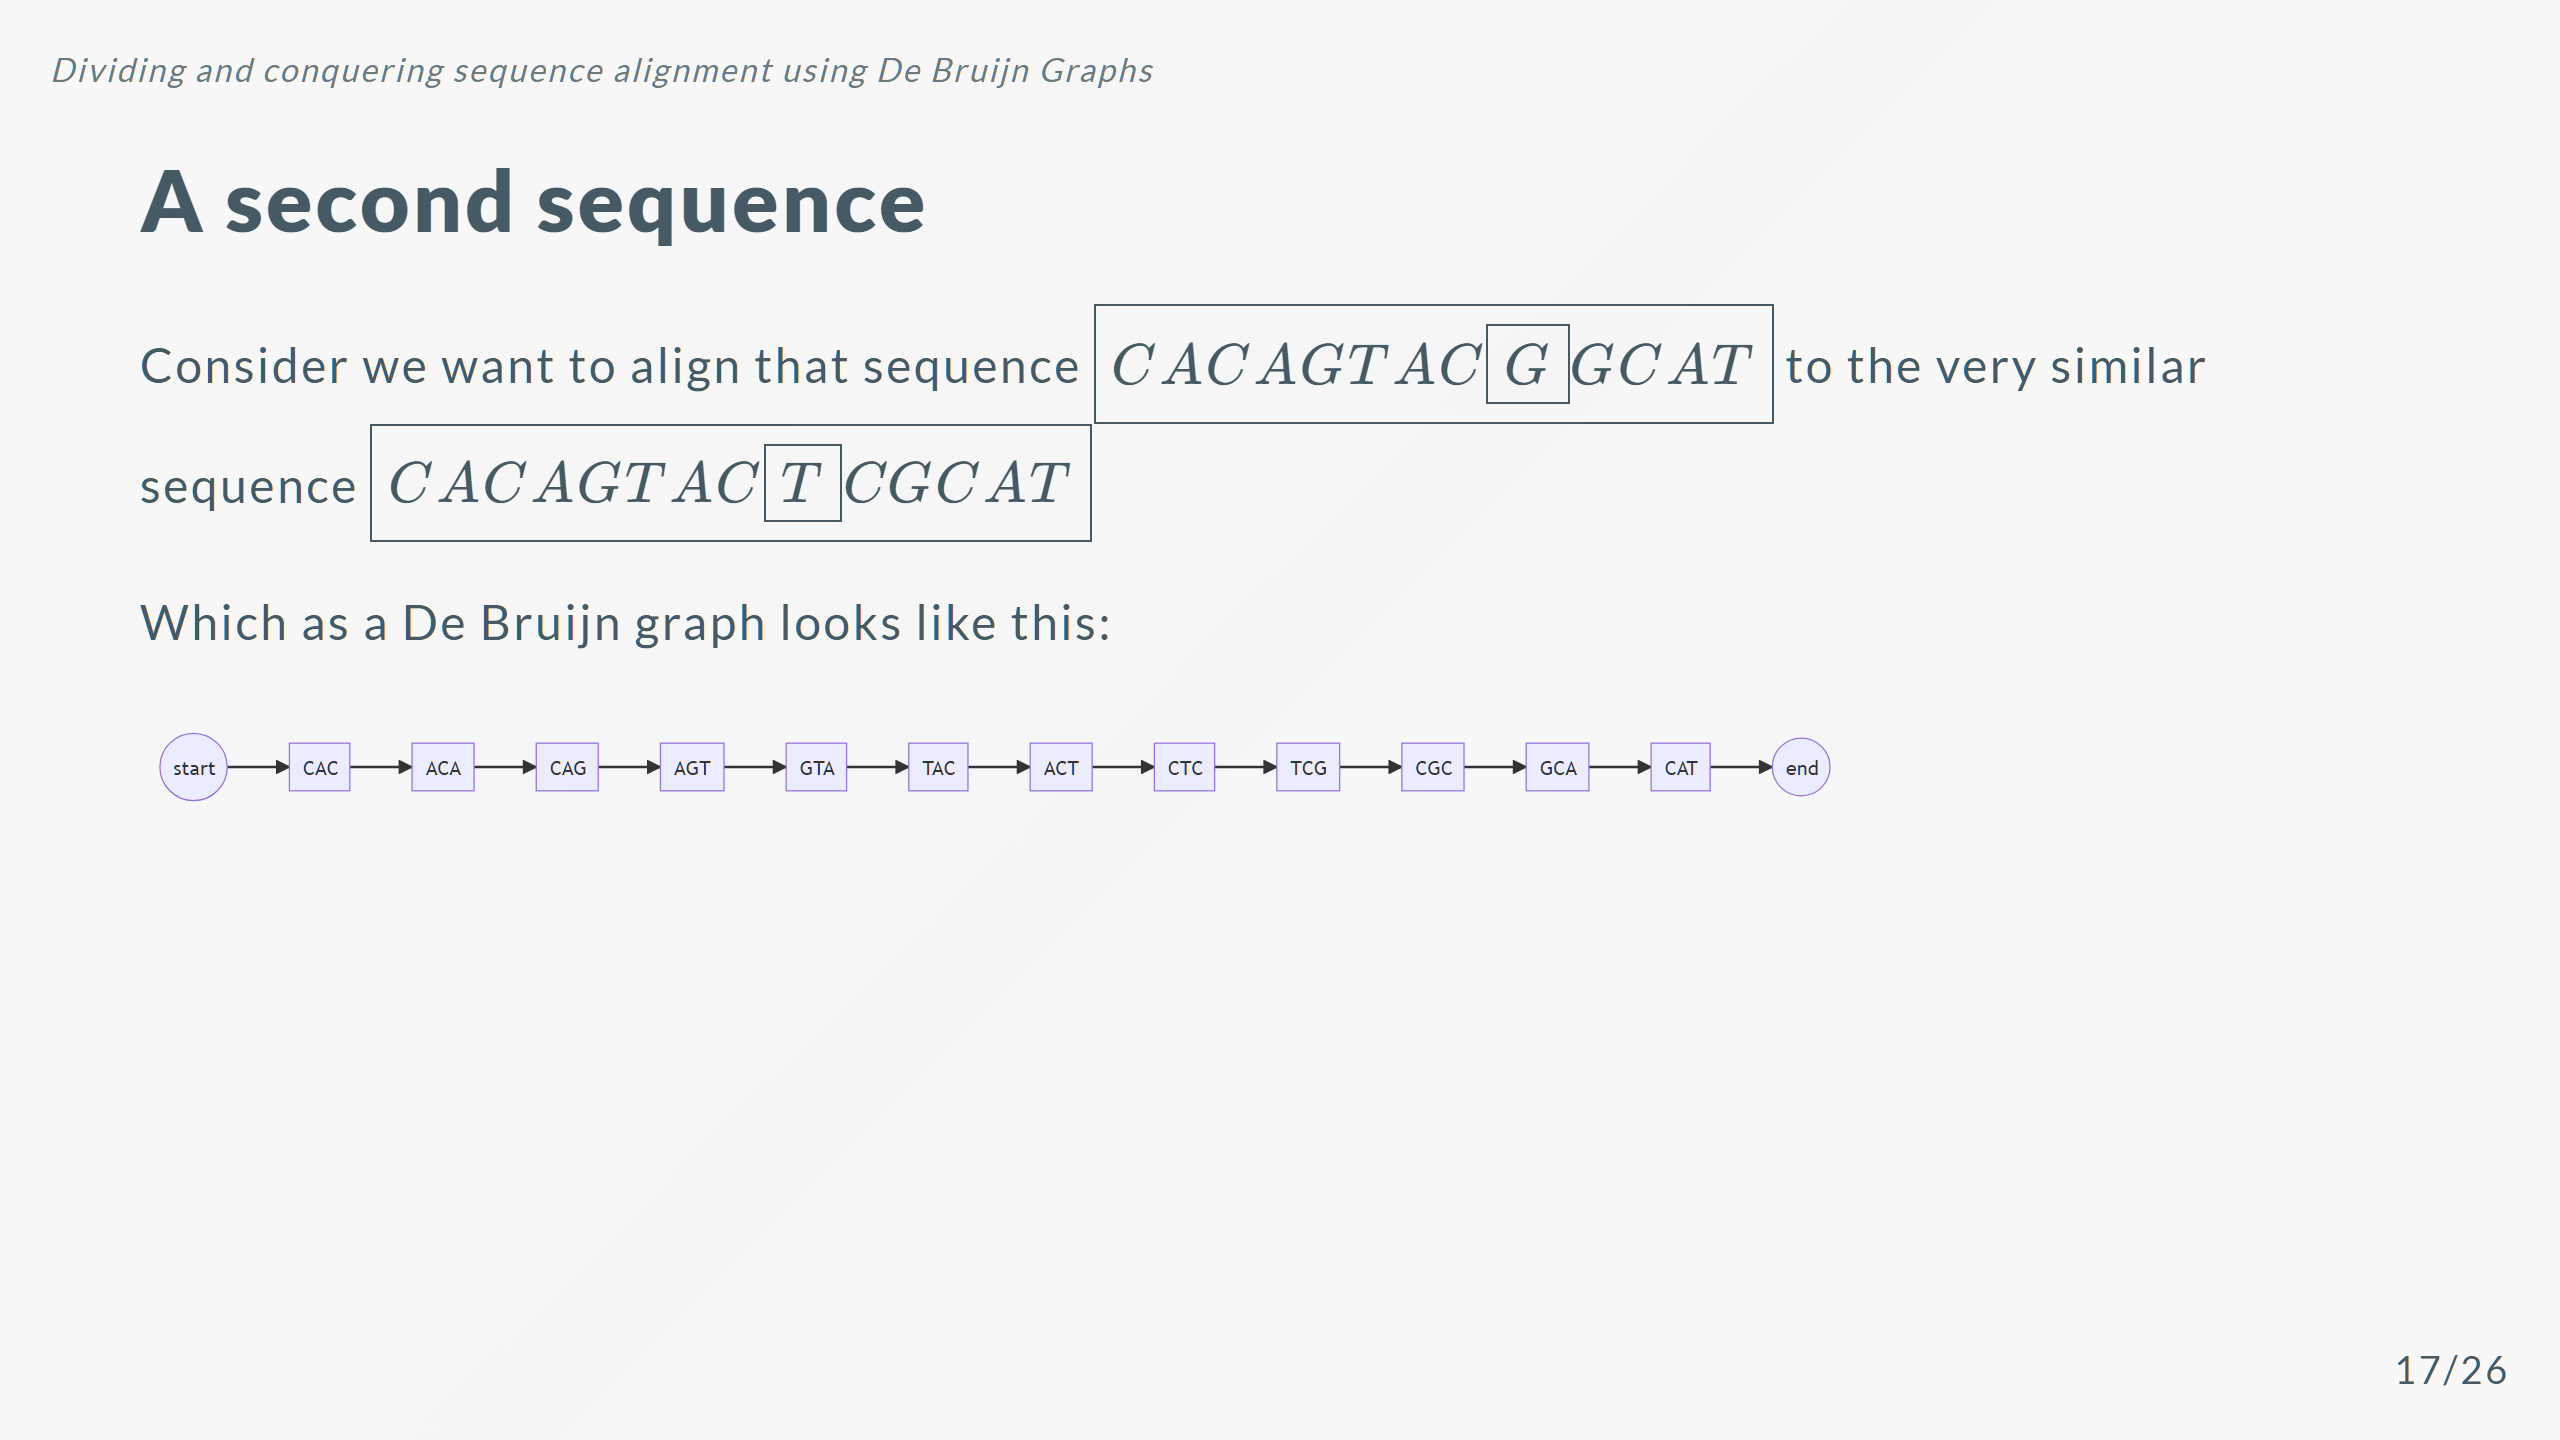 Dividing and conquering sequence alignment using De Bruijn Graphs
A second sequence
Consider we want to align that sequence CACAGTACGGCAT to the very similar
sequence CACAGTACTCGCAT
Which as a De Bruijn graph looks like this:
start CAC ACA CAG AGT GTA TAC ACT CTC TCG CGC GCA CAT end
17/26